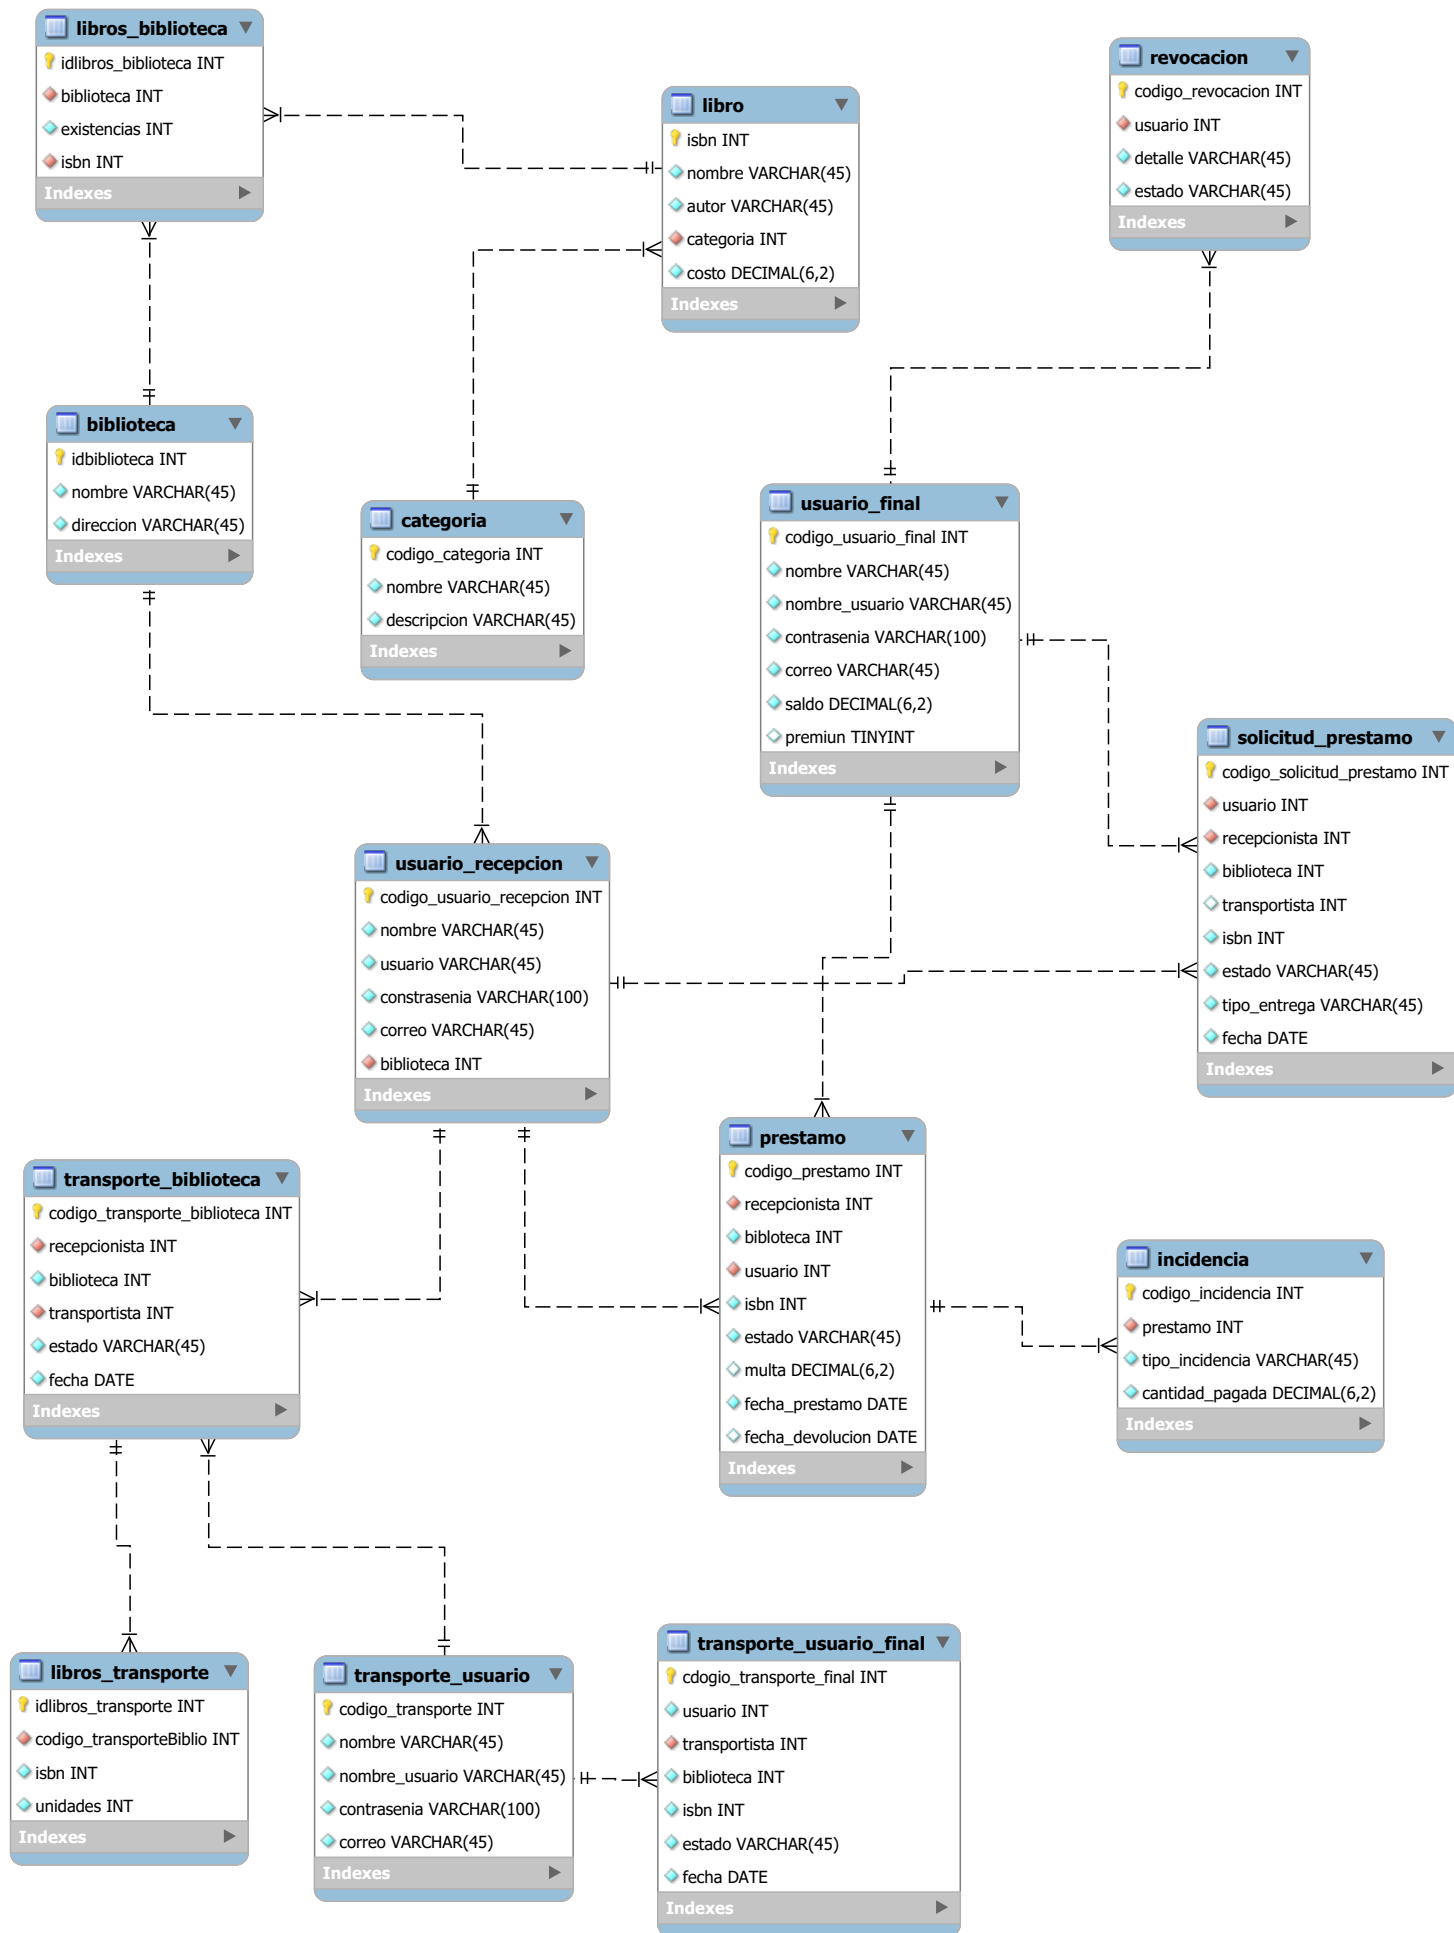 libros_biblioteca
idlibros_biblioteca INT
biblioteca INT
existencias INT
isbn INT
Indexes
revocacion
codigo_revocacion INT
usuario INT
detalle VARCHAR(45)
estado VARCHAR(45)
Indexes
libro
isbn INT
nombre VARCHAR(45)
autor VARCHAR(45)
categoria INT
costo DECIMAL(6,2)
Indexes
biblioteca
idbiblioteca INT
nombre VARCHAR(45)
direccion VARCHAR(45)
Indexes
categoria
codigo_categoria INT
nombre VARCHAR(45)
descripcion VARCHAR(45)
Indexes
usuario_final
codigo_usuario_final INT
nombre VARCHAR(45)
nombre_usuario VARCHAR(45)
contrasenia VARCHAR(100)
correo VARCHAR(45)
saldo DECIMAL(6,2)
premiun TINYINT
Indexes
solicitud_prestamo
codigo_solicitud_prestamo INT
usuario INT
recepcionista INT
biblioteca INT
transportista INT
isbn INT
estado VARCHAR(45)
tipo_entrega VARCHAR(45)
fecha DATE
Indexes
usuario_recepcion
codigo_usuario_recepcion INT
nombre VARCHAR(45)
usuario VARCHAR(45)
constrasenia VARCHAR(100)
correo VARCHAR(45)
biblioteca INT
Indexes
prestamo
codigo_prestamo INT
recepcionista INT
bibloteca INT
usuario INT
isbn INT
estado VARCHAR(45)
multa DECIMAL(6,2)
fecha_prestamo DATE
fecha_devolucion DATE
Indexes
transporte_biblioteca
codigo_transporte_biblioteca INT
recepcionista INT
biblioteca INT
transportista INT
estado VARCHAR(45)
fecha DATE
Indexes
incidencia
codigo_incidencia INT
prestamo INT
tipo_incidencia VARCHAR(45)
cantidad_pagada DECIMAL(6,2)
Indexes
libros_transporte
idlibros_transporte INT
codigo_transporteBiblio INT
isbn INT
unidades INT
Indexes
transporte_usuario
codigo_transporte INT
nombre VARCHAR(45)
nombre_usuario VARCHAR(45)
contrasenia VARCHAR(100)
correo VARCHAR(45)
Indexes
transporte_usuario_final
cdogio_transporte_final INT
usuario INT
transportista INT
biblioteca INT
isbn INT
estado VARCHAR(45)
fecha DATE
Indexes